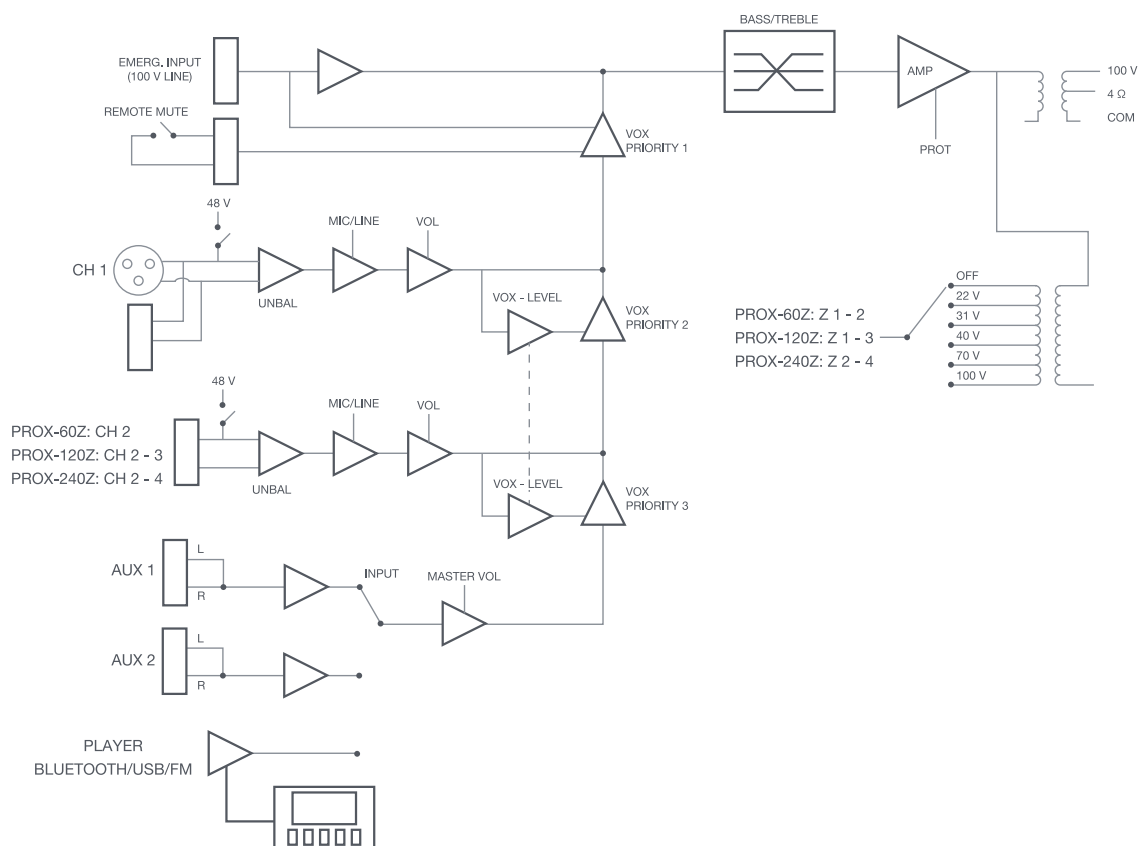 BASS/TREBLE
EMERG. INPUT
(100 V LINE)
AMP
100 V
4 Ω
COM
REMOTE MUTE
VOX
PRIORITY 1
PROT
48 V
MIC/LINE
VOL
CH 1
UNBAL
VOX - LEVEL
VOX
PRIORITY 2
OFF
22 V
31 V
40 V
70 V
100 V
PROX-60Z: Z 1 - 2
PROX-120Z: Z 1 - 3
PROX-240Z: Z 2 - 4
48 V
MIC/LINE
VOL
PROX-60Z: CH 2
PROX-120Z: CH 2 - 3
PROX-240Z: CH 2 - 4
UNBAL
VOX - LEVEL
VOX
PRIORITY 3
AUX 1
L
R
INPUT
MASTER VOL
AUX 2
L
R
PLAYER
BLUETOOTH/USB/FM